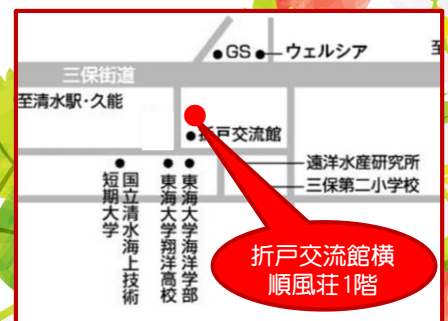 GS
ウェルシア
至
三保街道
至清水駅・久能
折戸交流館
遠洋水産研究所
三保第二小学校
国立清水海上技術
短期大学
東海大学翔洋高校
東海大学海洋学部
折戸交流館横
順風荘1階